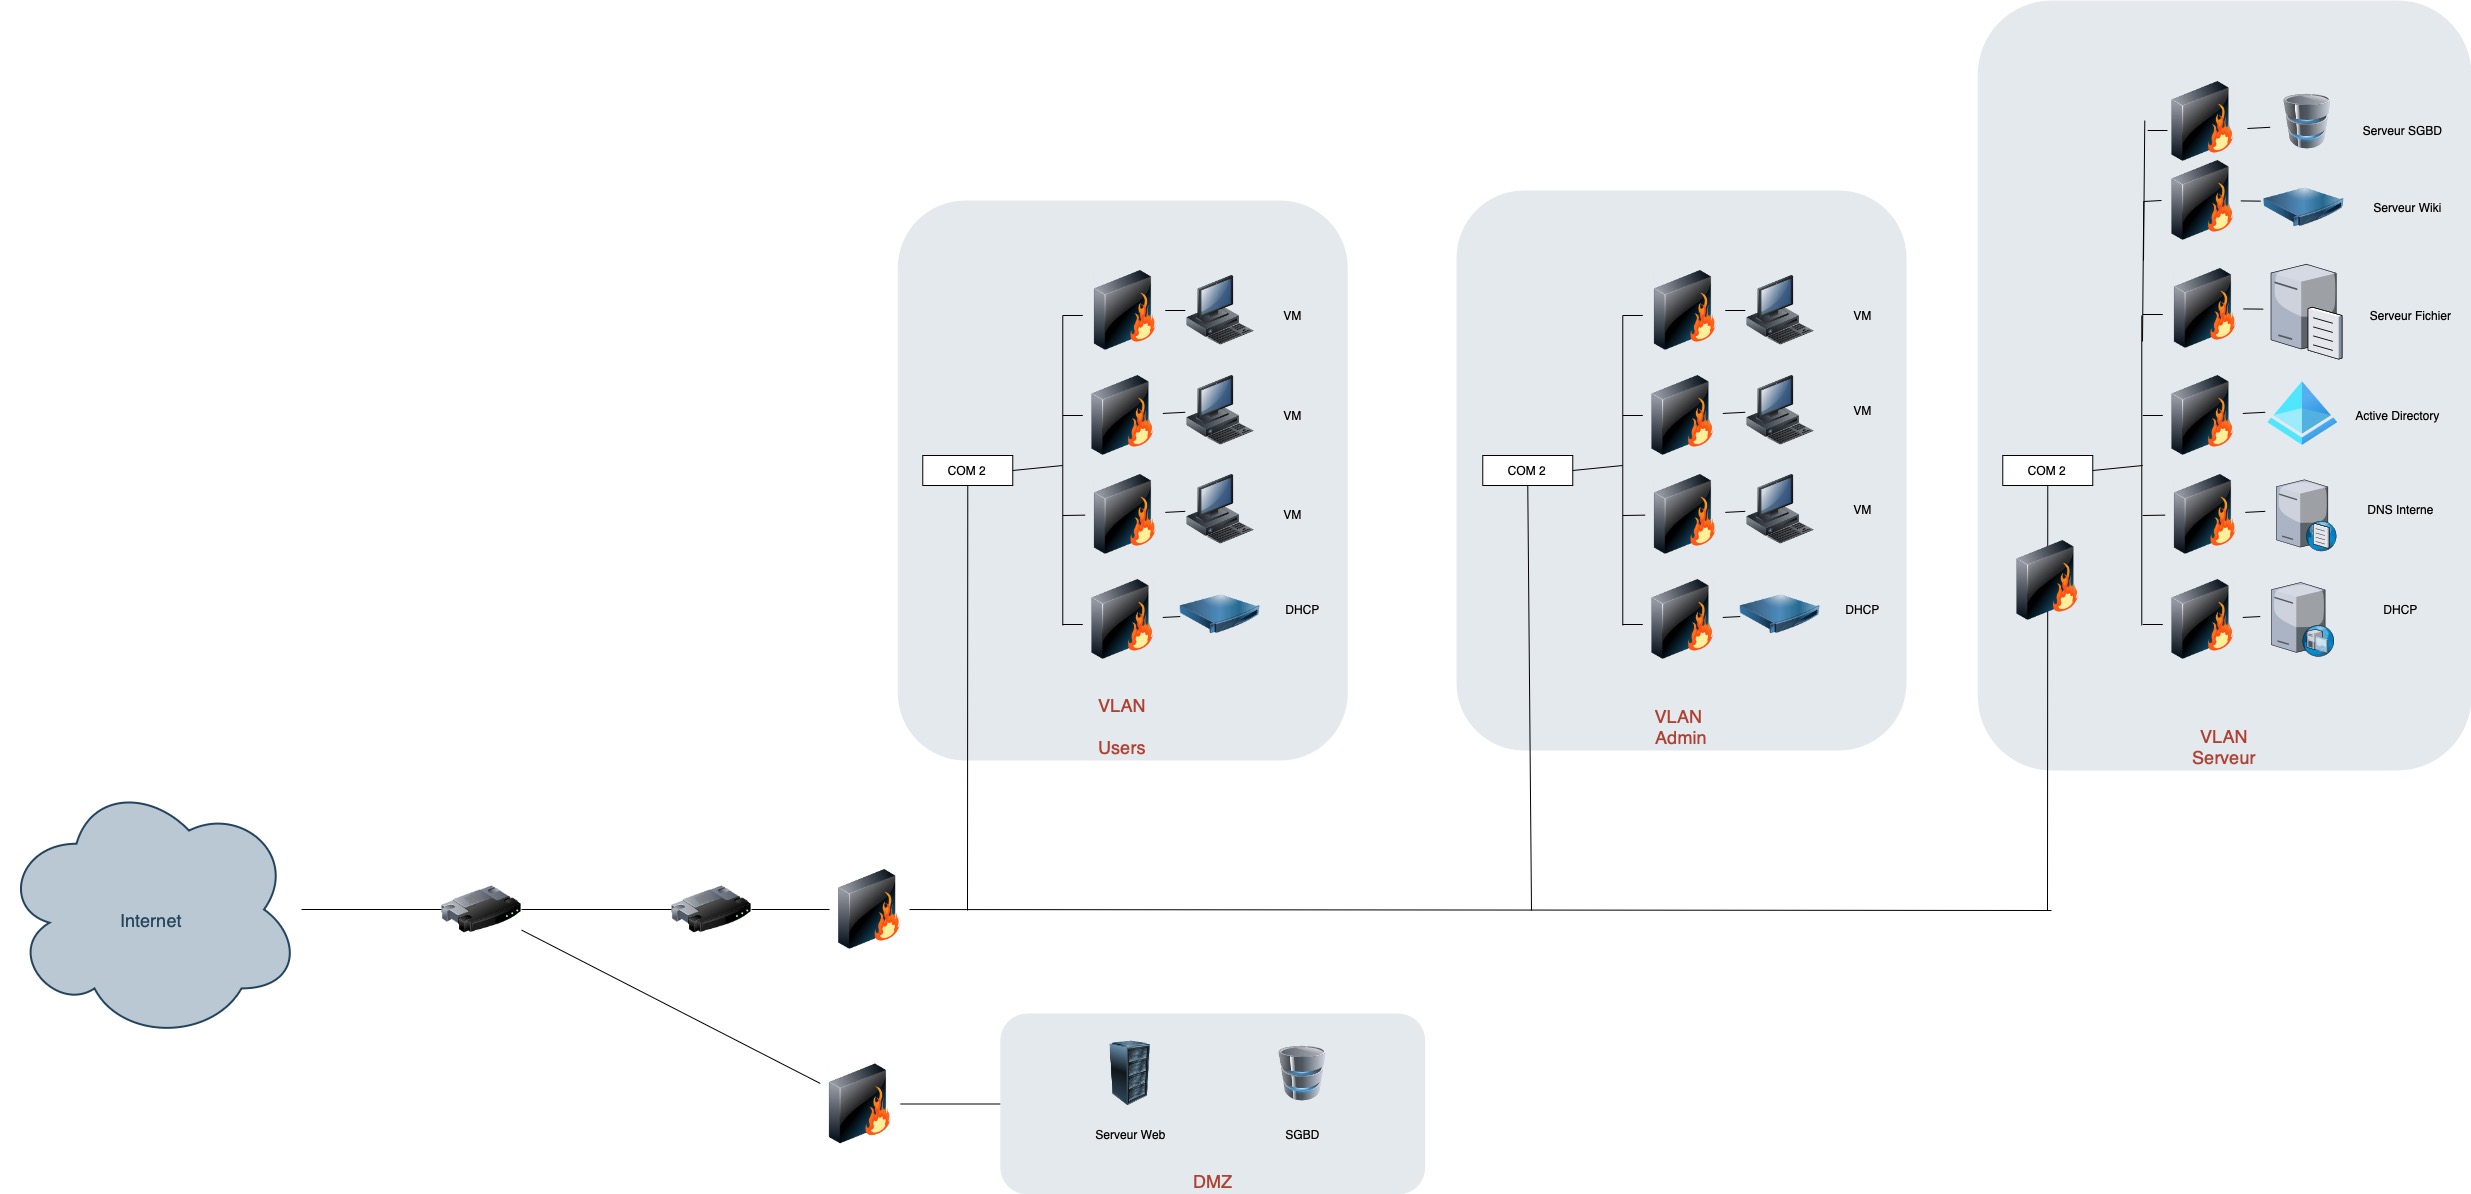 Serveur SGBD
Serveur Wiki
Serveur Fichier
Active Directory
DNS Interne
DHCP
COM 2
VLAN
Serveur
VM
VM
VM
DHCP
COM 2
VLAN
Users
VM
VM
VM
DHCP
COM 2
VLAN
Admin
Internet
Serveur Web
SGBD
DMZ